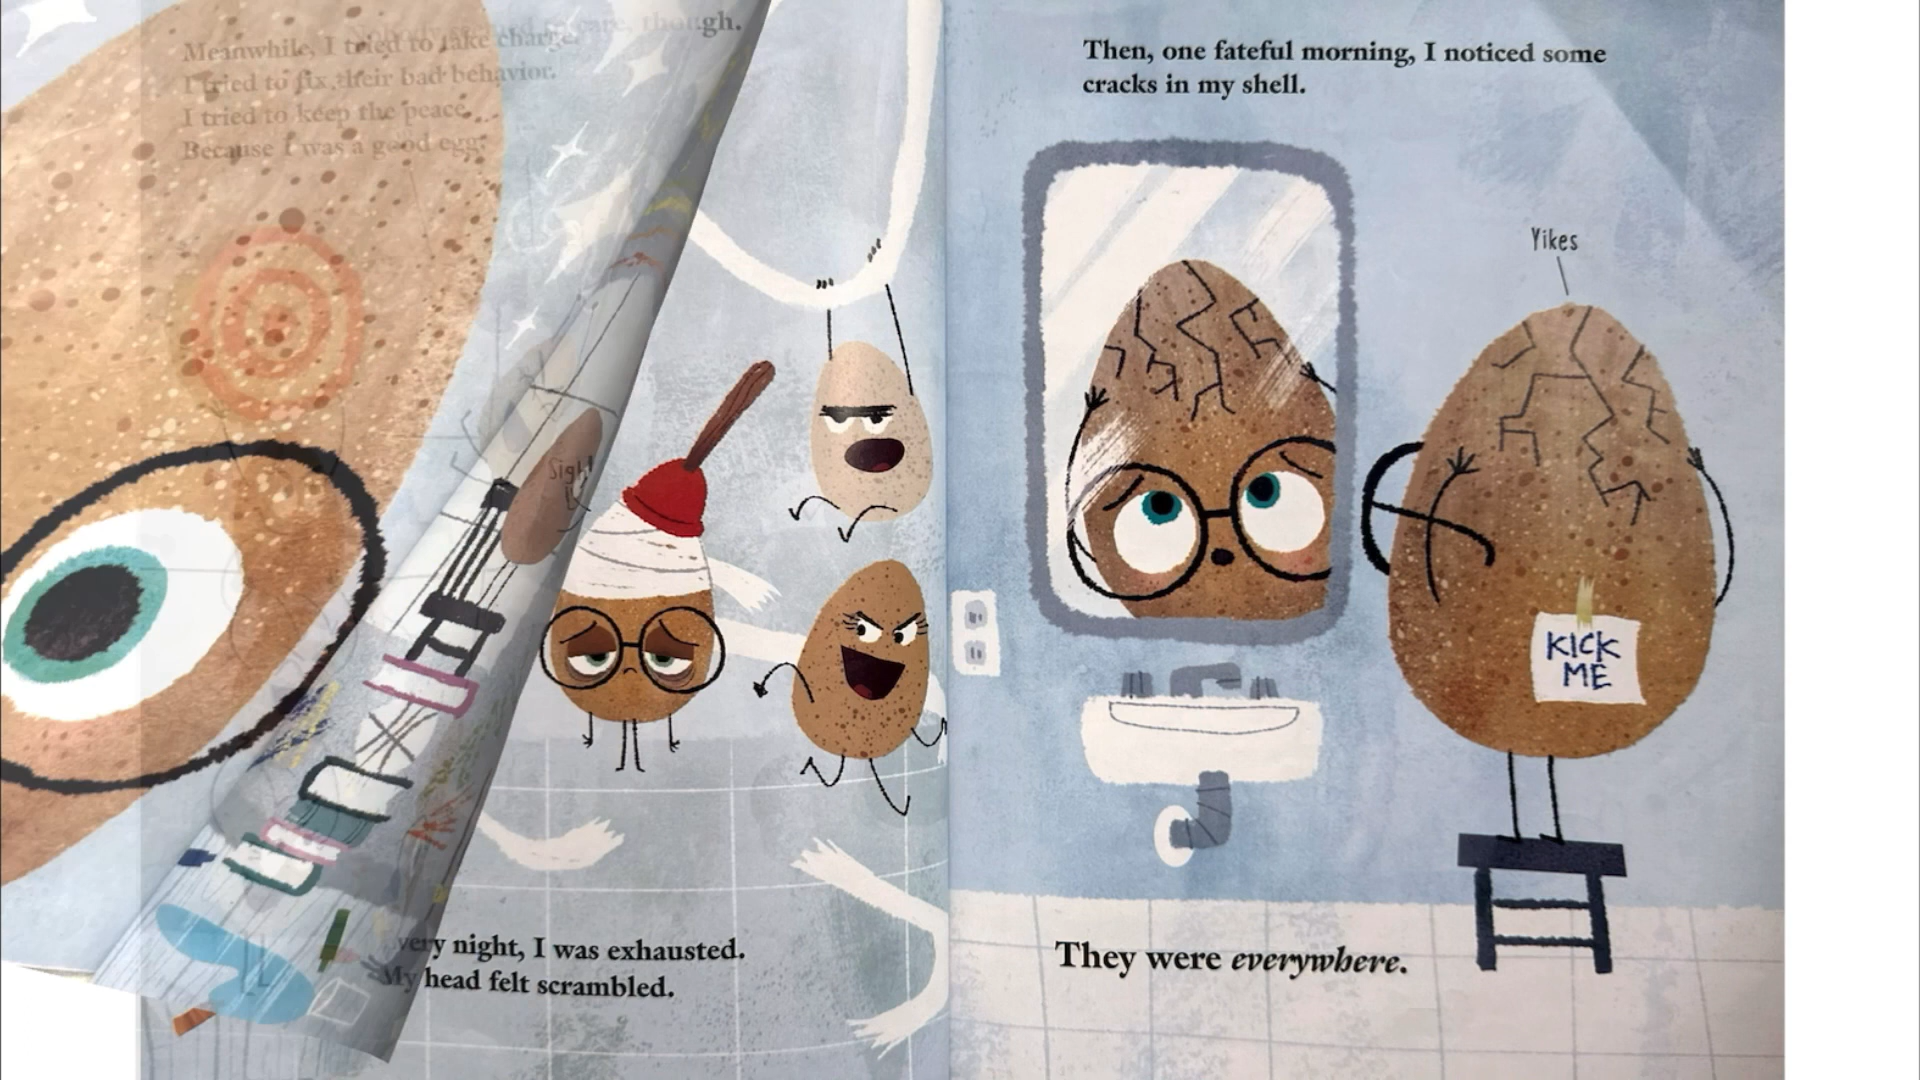 though.
Meanwhile, I tried to take charge.
I tried to fix their bad behavior.
I tried to keep the peace...
Because I was a good egg.
Sigh!
very night, I was exhausted.
My head felt scrambled.
Then, one fateful morning, I noticed some
cracks in my shell.
Yikes
KICK
ME
They were everywhere.